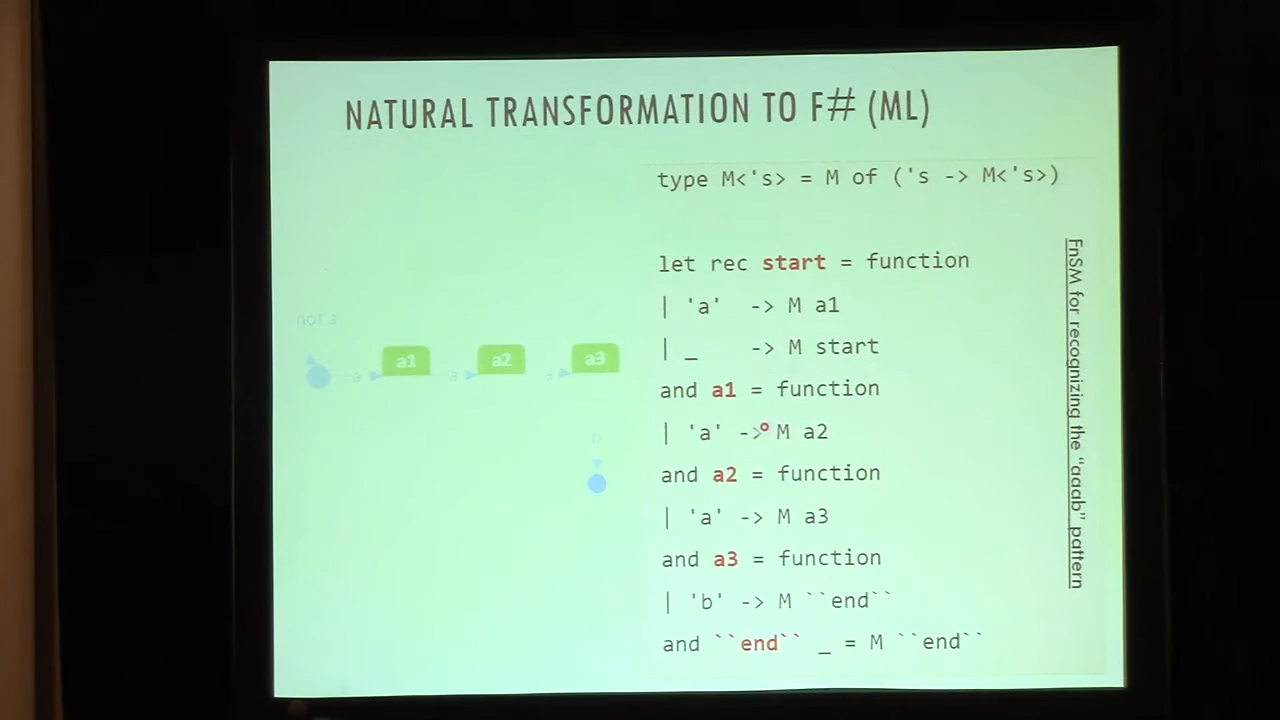 NATURAL TRANSFORMATION TO F# (ML)
type M<'s> = M of ('s -> M<'s>)
let rec start = function
| 'a' -> M a1
| _ -> M start
and a1 = function
| 'a' -> M a2
and a2 = function
| 'a' -> M a3
and a3 = function
| 'b' -> M ``end``
and ``end`` _ = M ``end``
FnSM for recognizing the "aaab" pattern
not a
a a1 a a2 a a3
b